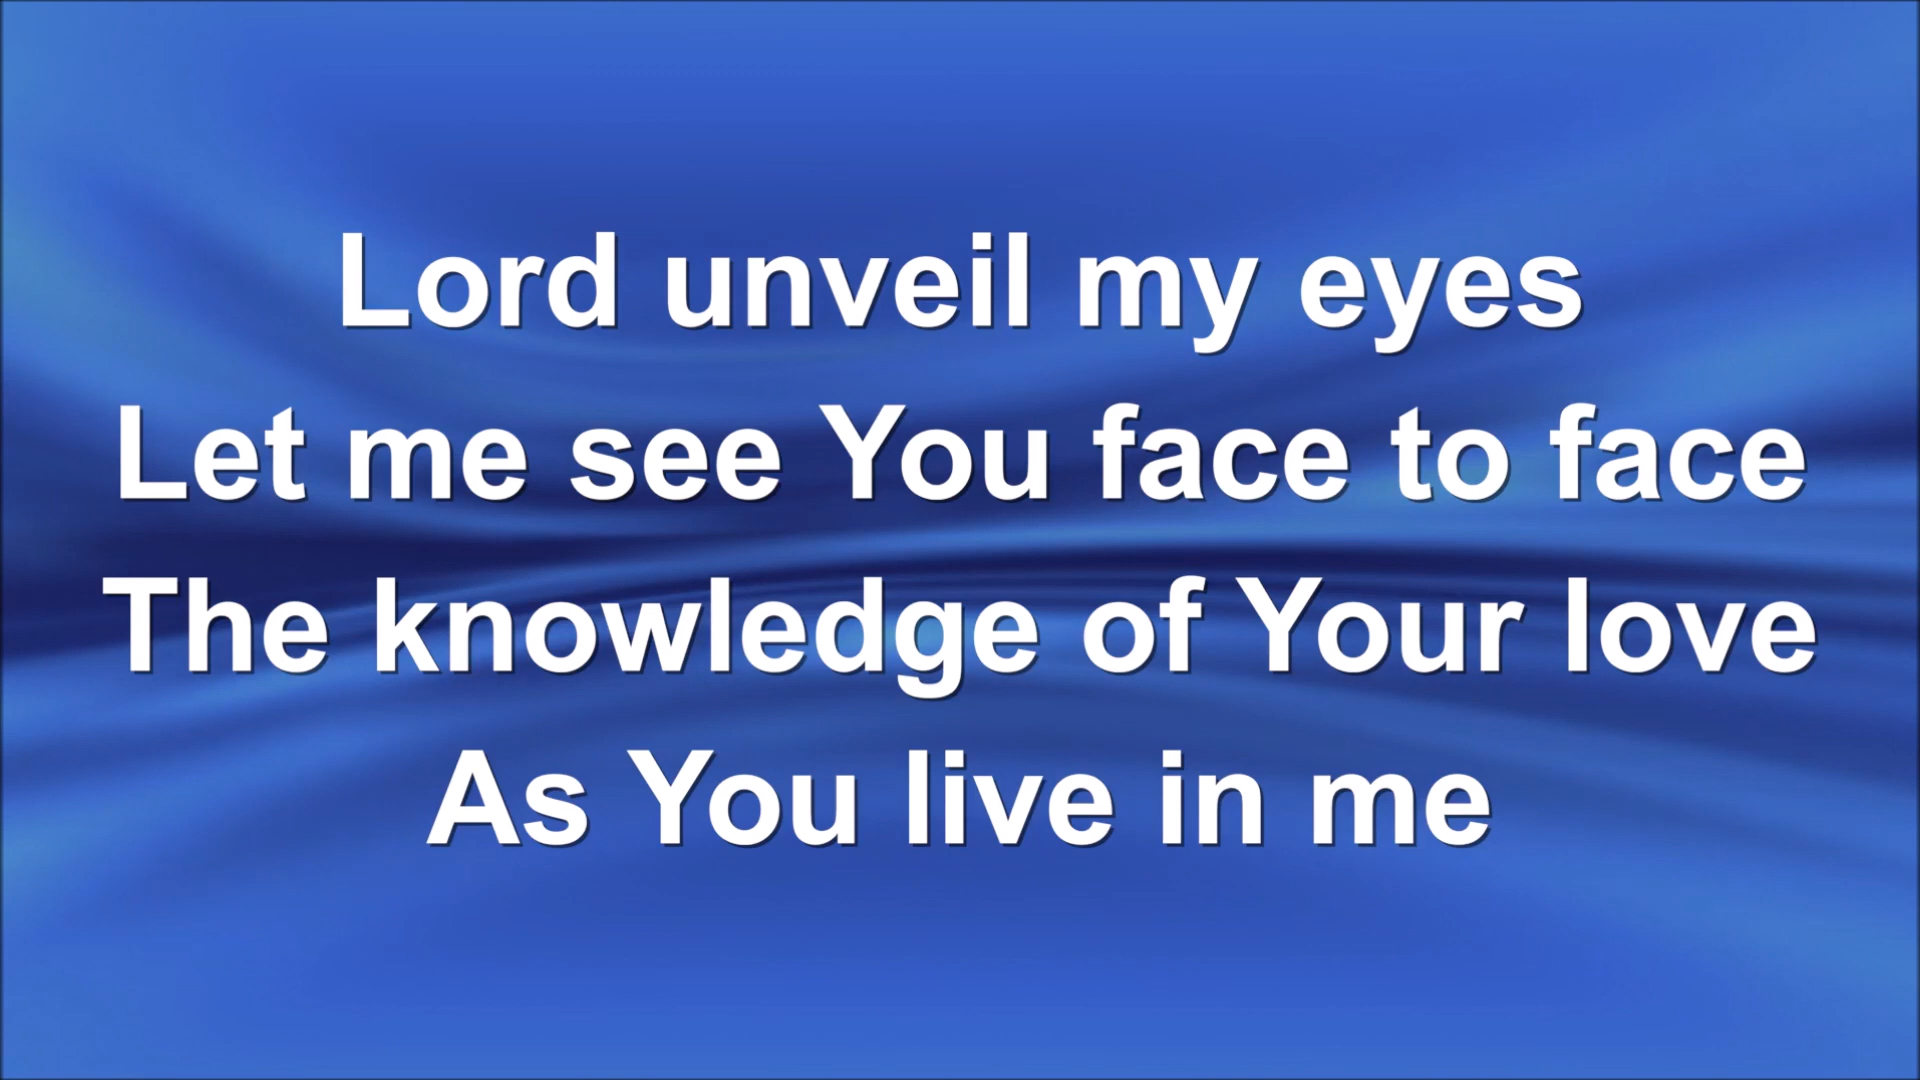 Lord unveil my eyes
Let me see You face to face
The knowledge of Your love
As You live in me